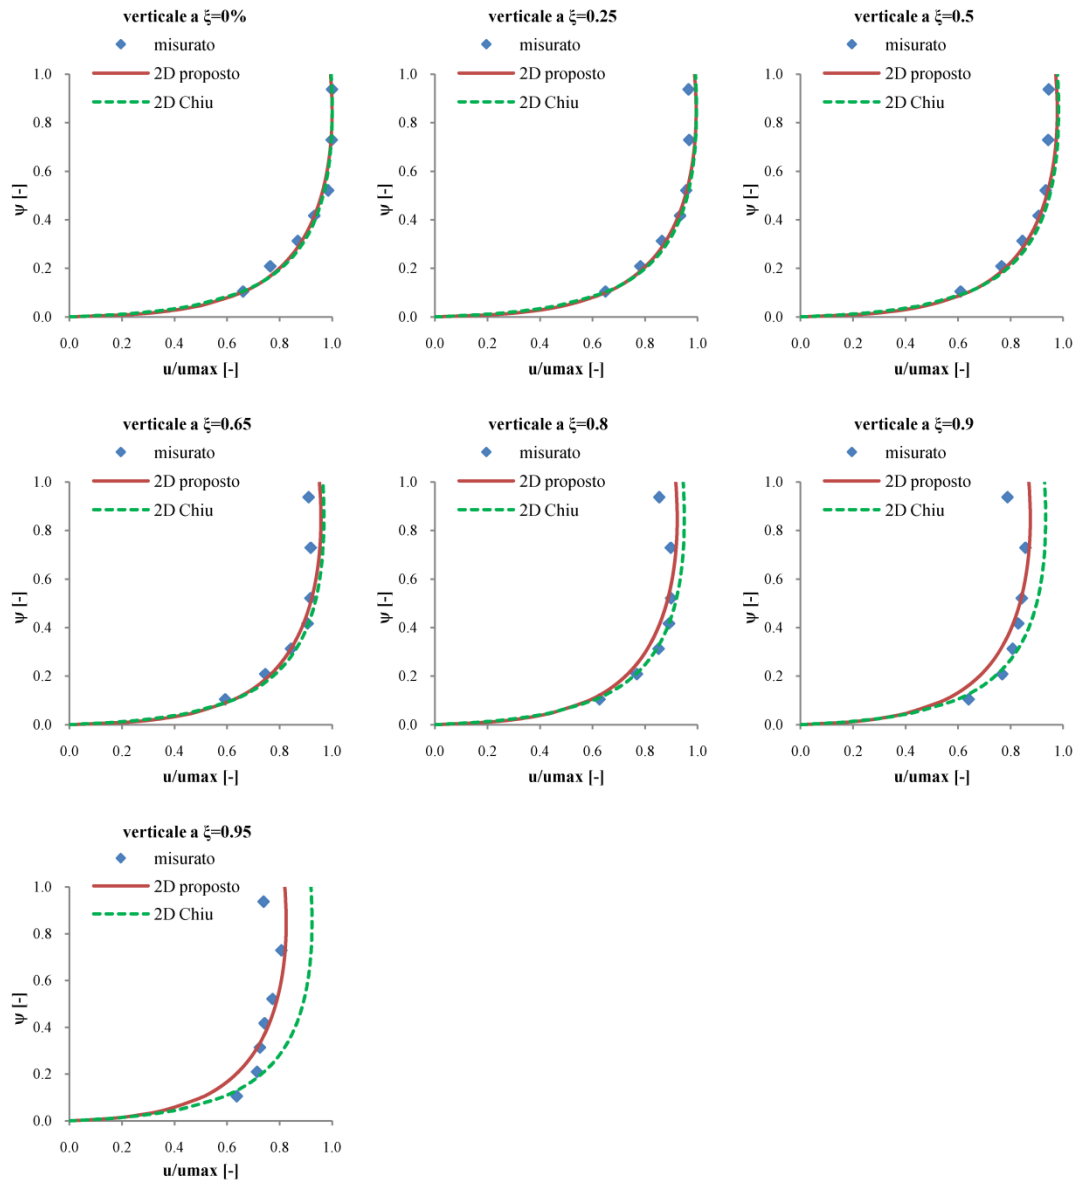 verticale a ξ=0%
misurato
2D proposto
2D Chiu
1.0
0.8
0.6
0.4
0.2
0.0
ψ [-]
0.0 0.2 0.4 0.6 0.8 1.0
u/umax [-]
verticale a ξ=0.25
misurato
2D proposto
2D Chiu
1.0
0.8
0.6
0.4
0.2
0.0
ψ [-]
0.0 0.2 0.4 0.6 0.8 1.0
u/umax [-]
verticale a ξ=0.5
misurato
2D proposto
2D Chiu
1.0
0.8
0.6
0.4
0.2
0.0
ψ [-]
0.0 0.2 0.4 0.6 0.8 1.0
u/umax [-]
verticale a ξ=0.65
misurato
2D proposto
2D Chiu
1.0
0.8
0.6
0.4
0.2
0.0
ψ [-]
0.0 0.2 0.4 0.6 0.8 1.0
u/umax [-]
verticale a ξ=0.8
misurato
2D proposto
2D Chiu
1.0
0.8
0.6
0.4
0.2
0.0
ψ [-]
0.0 0.2 0.4 0.6 0.8 1.0
u/umax [-]
verticale a ξ=0.9
misurato
2D proposto
2D Chiu
1.0
0.8
0.6
0.4
0.2
0.0
ψ [-]
0.0 0.2 0.4 0.6 0.8 1.0
u/umax [-]
verticale a ξ=0.95
misurato
2D proposto
2D Chiu
1.0
0.8
0.6
0.4
0.2
0.0
ψ [-]
0.0 0.2 0.4 0.6 0.8 1.0
u/umax [-]